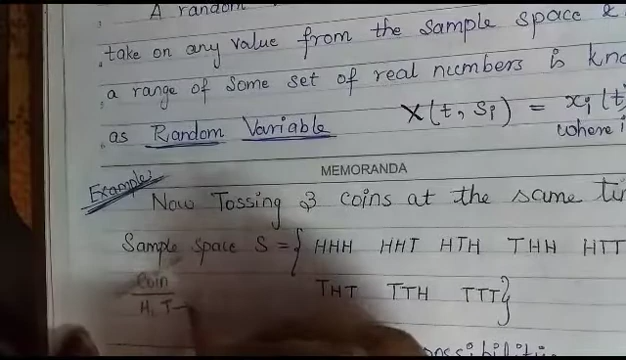 A random
take on any value from the sample space &
a range of some set of real numbers is
as Random Variable X(t, Si) = xi(t)
where i
MEMORANDA
Example:
Now Tossing 3 coins at the same
Sample space S = { HHH HHT HTH THH HTT
THT TTH TTT}
Coin
H, T